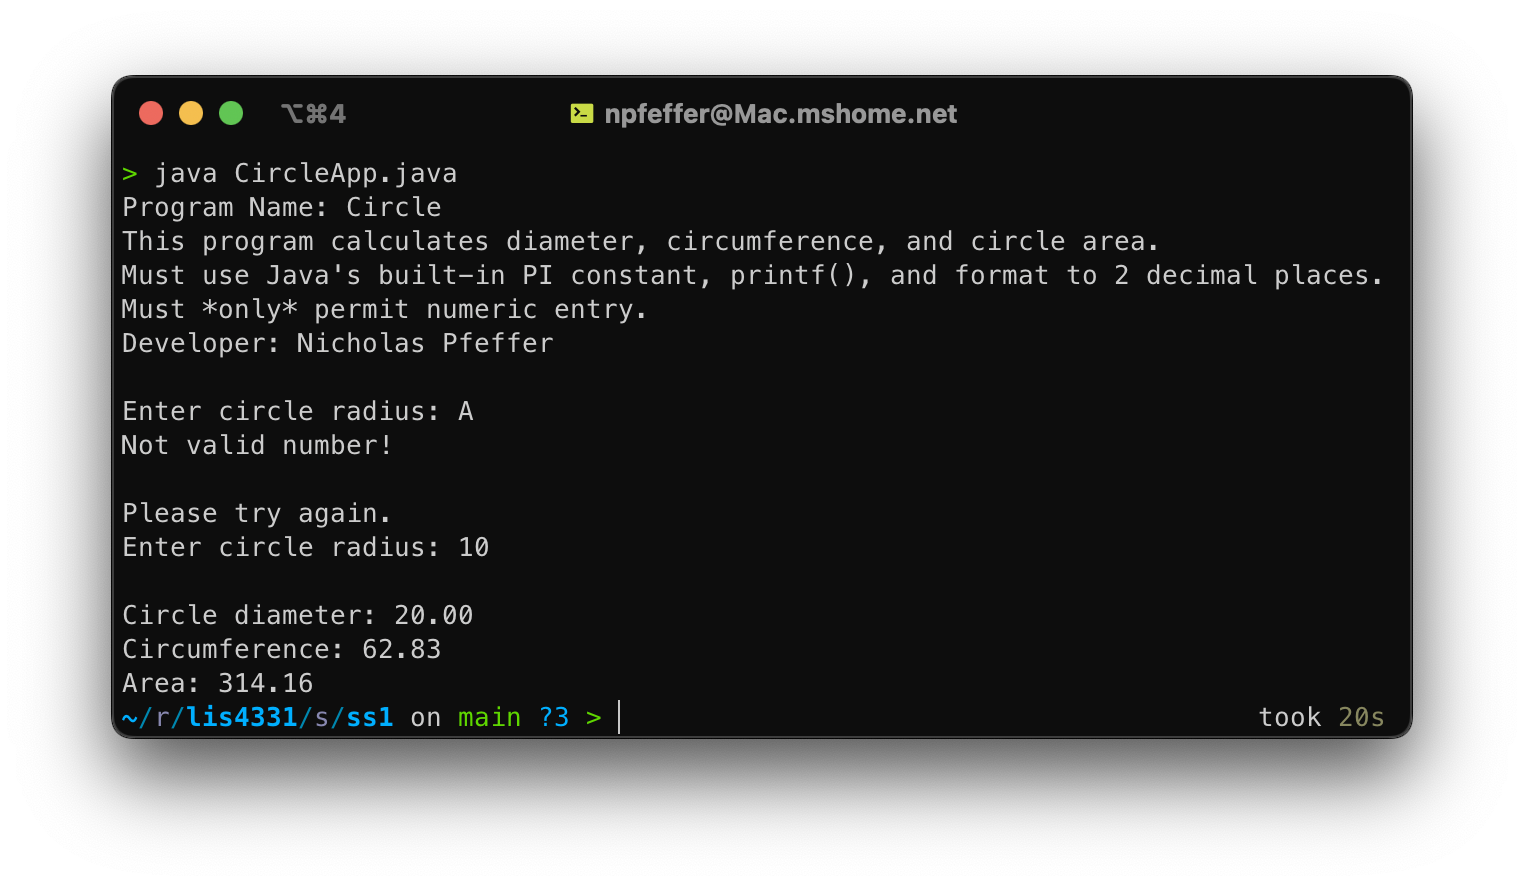 ⌥⌘4 npfeffer@Mac.mshome.net
> java CircleApp.java
Program Name: Circle
This program calculates diameter, circumference, and circle area.
Must use Java's built-in PI constant, printf(), and format to 2 decimal places.
Must *only* permit numeric entry.
Developer: Nicholas Pfeffer
Enter circle radius: A
Not valid number!
Please try again.
Enter circle radius: 10
Circle diameter: 20.00
Circumference: 62.83
Area: 314.16
~/r/lis4331/s/ss1 on main ?3 > took 20s